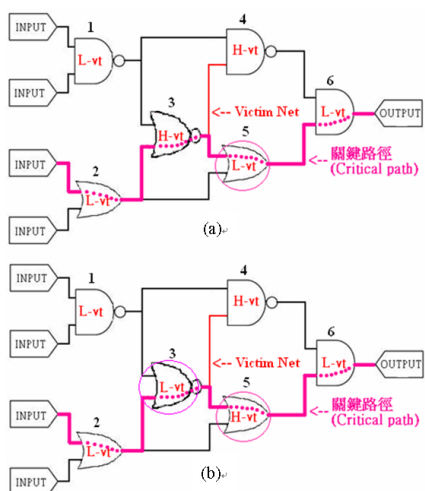 INPUT
1
L-vt
INPUT
4
H-vt
6
L-vt
OUTPUT
3
H-vt
<-- Victim Net
5
L-vt
<-- 關鍵路徑
(Critical path)
INPUT
2
L-vt
INPUT
(a)
INPUT
1
L-vt
INPUT
4
H-vt
6
L-vt
OUTPUT
3
L-vt
<-- Victim Net
5
H-vt
<-- 關鍵路徑
(Critical path)
INPUT
2
L-vt
INPUT
(b)